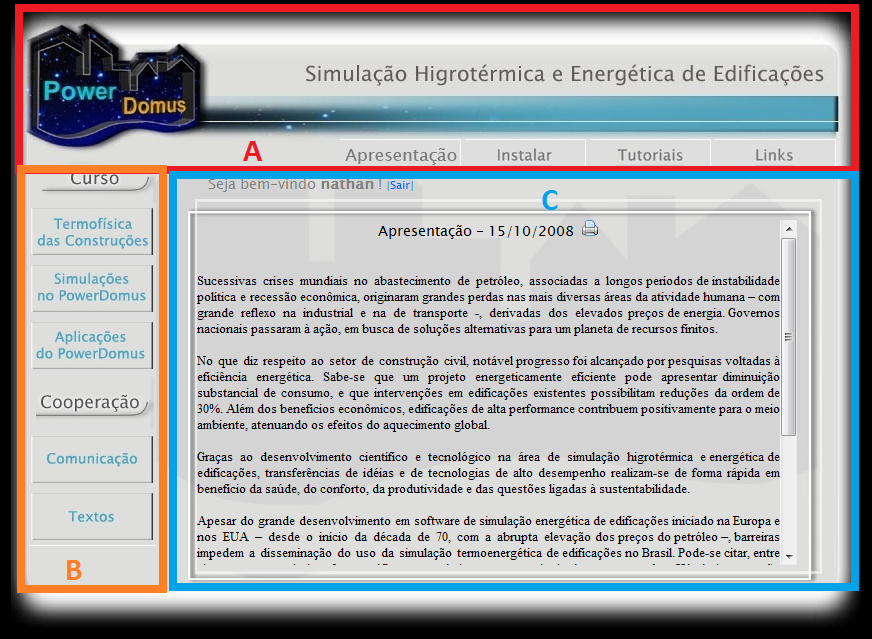 Power
Domus
Simulação Higrotérmica e Energética de Edificações
A
Apresentação Instalar Tutoriais Links
Curso
Termofísica
das Construções
Simulações
no PowerDomus
Aplicações
do PowerDomus
Cooperação
Comunicação
Textos
B
Seja bem-vindo nathan ! |Sair|
C
Apresentação - 15/10/2008
Sucessivas crises mundiais no abastecimento de petróleo, associadas a longos períodos de instabilidade
política e recessão econômica, originaram grandes perdas nas mais diversas áreas da atividade humana – com
grande reflexo na industrial e na de transporte -, derivadas dos elevados preços de energia. Governos
nacionais passaram à ação, em busca de soluções alternativas para um planeta de recursos finitos.
No que diz respeito ao setor de construção civil, notável progresso foi alcançado por pesquisas voltadas à
eficiência energética. Sabe-se que um projeto energeticamente eficiente pode apresentar diminuição
substancial de consumo, e que intervenções em edificações existentes possibilitam reduções da ordem de
30%. Além dos benefícios econômicos, edificações de alta performance contribuem positivamente para o meio
ambiente, atenuando os efeitos do aquecimento global.
Graças ao desenvolvimento científico e tecnológico na área de simulação higrotérmica e energética de
edificações, transferências de idéias e de tecnologias de alto desempenho realizam-se de forma rápida em
benefício da saúde, do conforto, da produtividade e das questões ligadas à sustentabilidade.
Apesar do grande desenvolvimento em software de simulação energética de edificações iniciado na Europa e
nos EUA – desde o início da década de 70, com a abrupta elevação dos preços do petróleo –, barreiras
impedem a disseminação do uso da simulação termoenergética de edificações no Brasil. Pode-se citar, entre